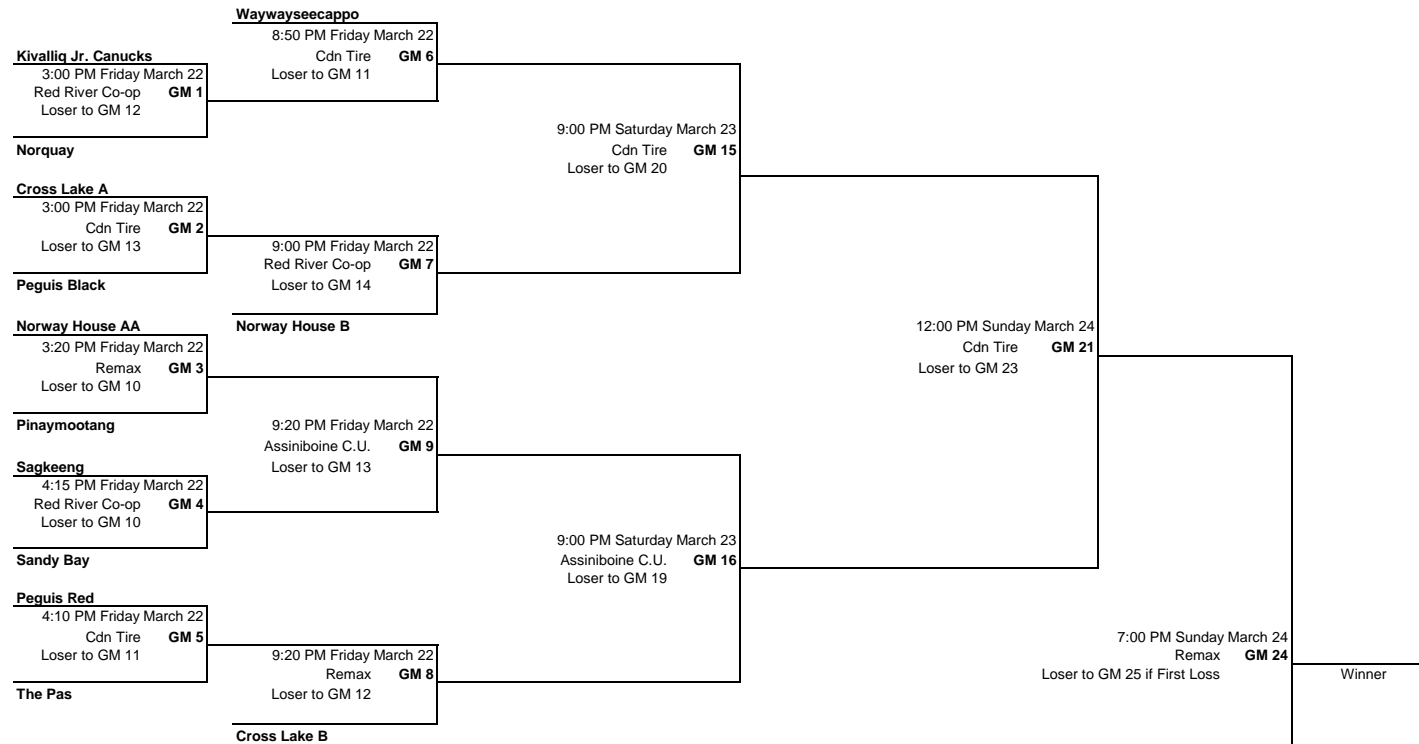 Waywayseecappo
8:50 PM Friday March 22
Cdn Tire GM 6
Loser to GM 11
Kivalliq Jr. Canucks
3:00 PM Friday March 22
Red River Co-op GM 1
Loser to GM 12
Norquay
9:00 PM Saturday March 23
Cdn Tire GM 15
Loser to GM 20
Cross Lake A
3:00 PM Friday March 22
Cdn Tire GM 2
Loser to GM 13
Peguis Black
9:00 PM Friday March 22
Red River Co-op GM 7
Loser to GM 14
Norway House B
Norway House AA
3:20 PM Friday March 22
Remax GM 3
Loser to GM 10
Pinaymootang
12:00 PM Sunday March 24
Cdn Tire GM 21
Loser to GM 23
9:20 PM Friday March 22
Assiniboine C.U. GM 9
Loser to GM 13
Sagkeeng
4:15 PM Friday March 22
Red River Co-op GM 4
Loser to GM 10
Sandy Bay
9:00 PM Saturday March 23
Assiniboine C.U. GM 16
Loser to GM 19
Peguis Red
4:10 PM Friday March 22
Cdn Tire GM 5
Loser to GM 11
The Pas
9:20 PM Friday March 22
Remax GM 8
Loser to GM 12
Cross Lake B
7:00 PM Sunday March 24
Remax GM 24
Loser to GM 25 if First Loss
Winner